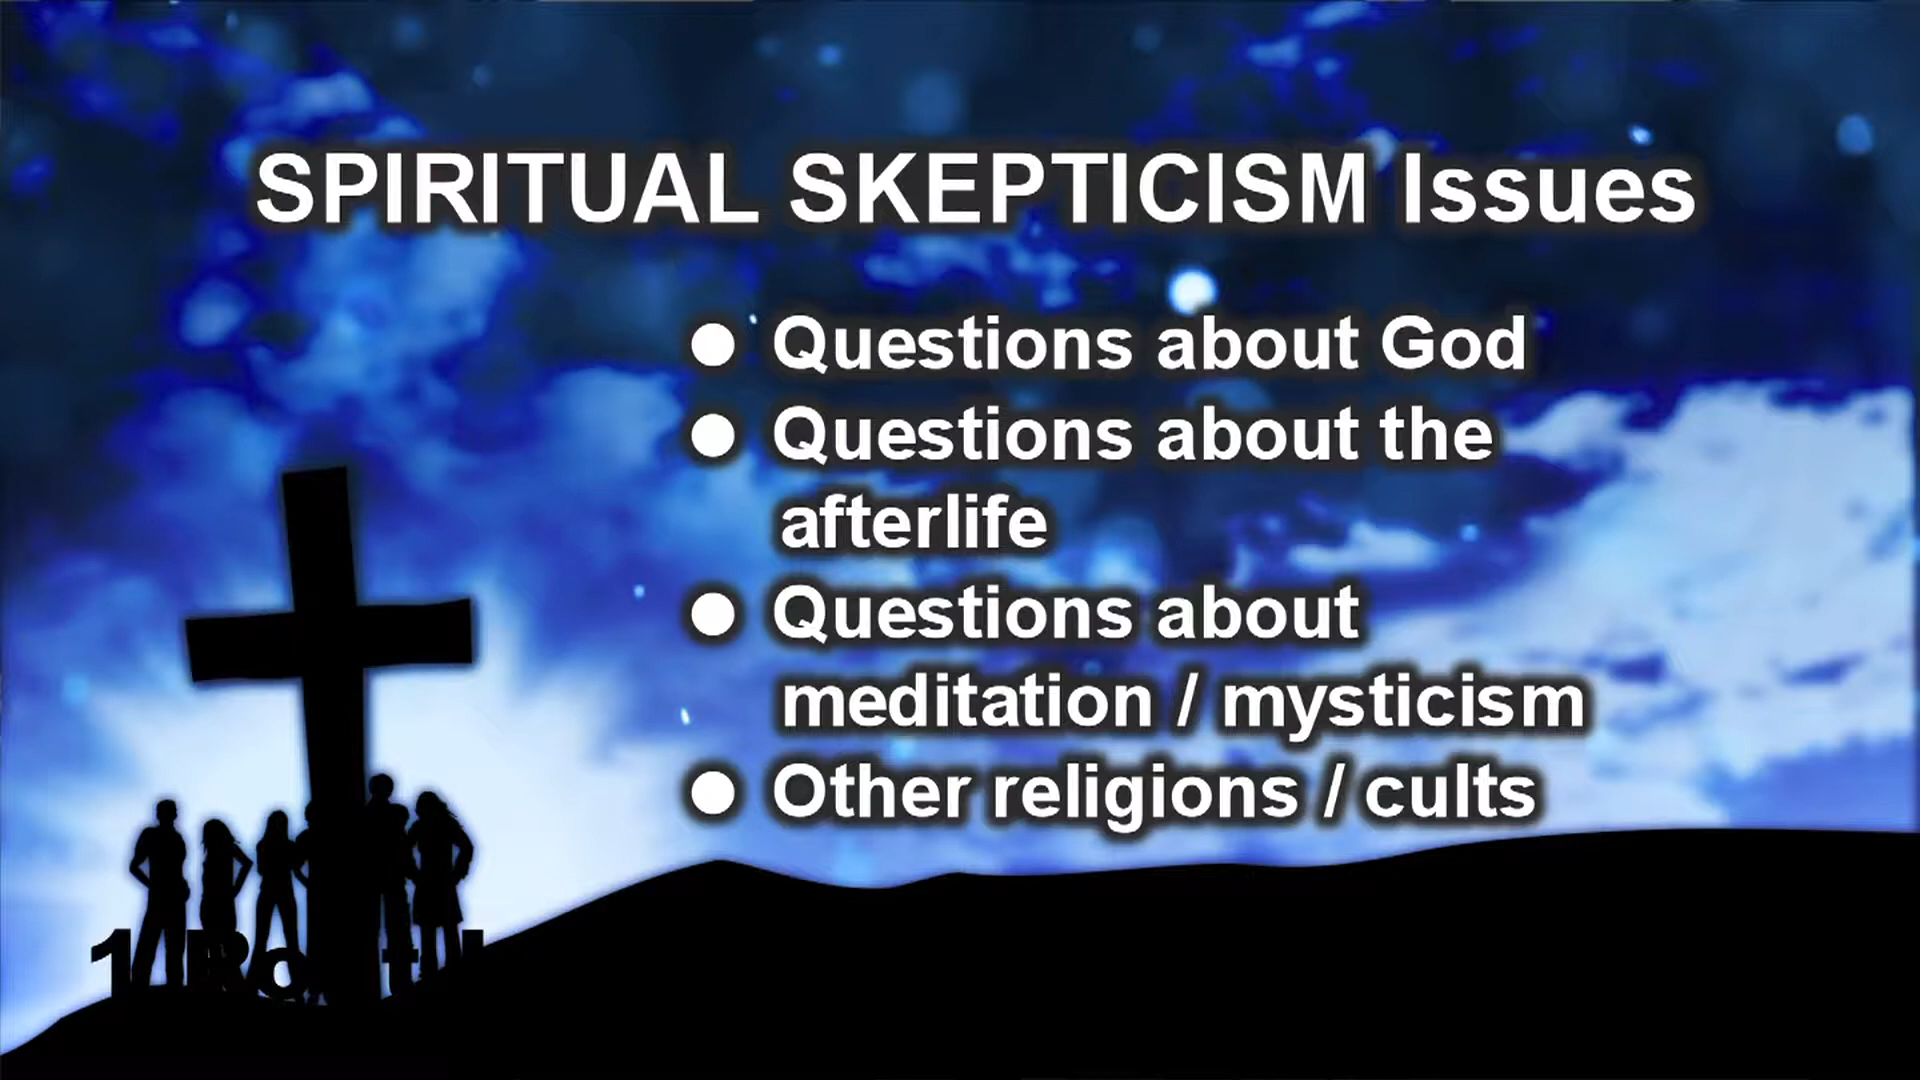 SPIRITUAL SKEPTICISM Issues
● Questions about God
● Questions about the
afterlife
● Questions about
meditation / mysticism
● Other religions / cults